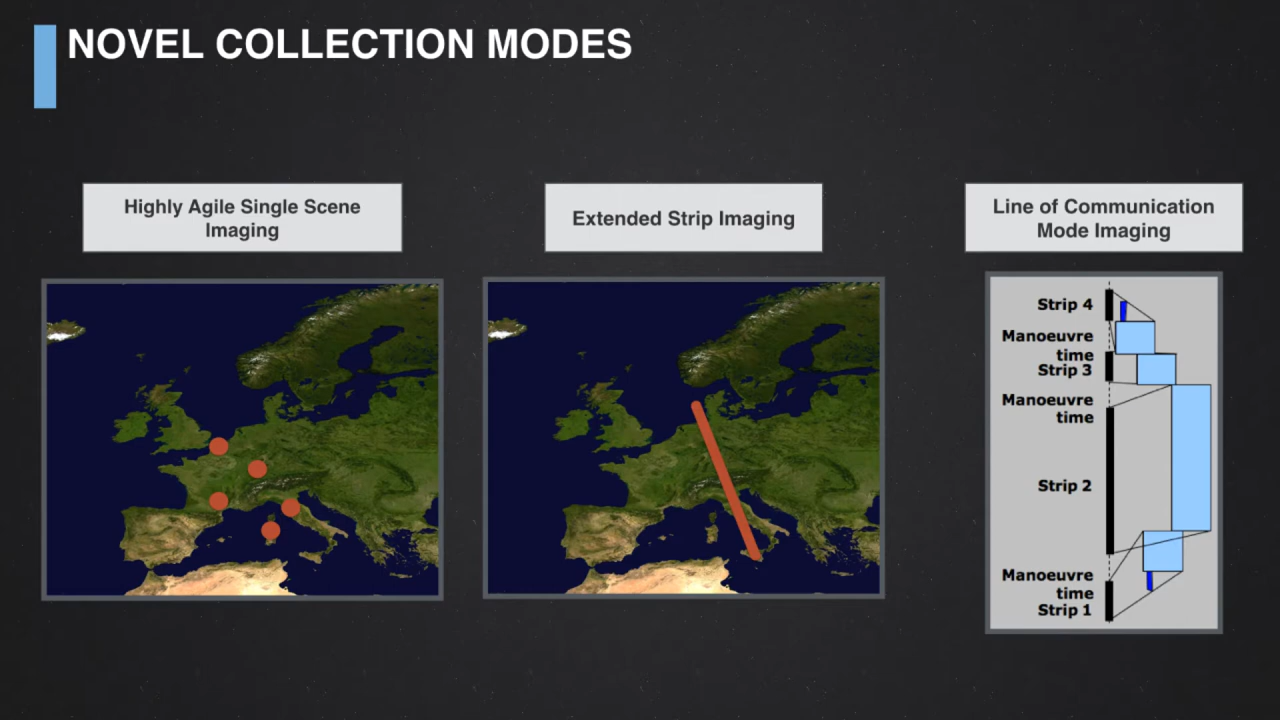 NOVEL COLLECTION MODES
Highly Agile Single Scene
Imaging
Extended Strip Imaging
Line of Communication
Mode Imaging
Strip 4
Manoeuvre
time
Strip 3
Manoeuvre
time
Strip 2
Manoeuvre
time
Strip 1